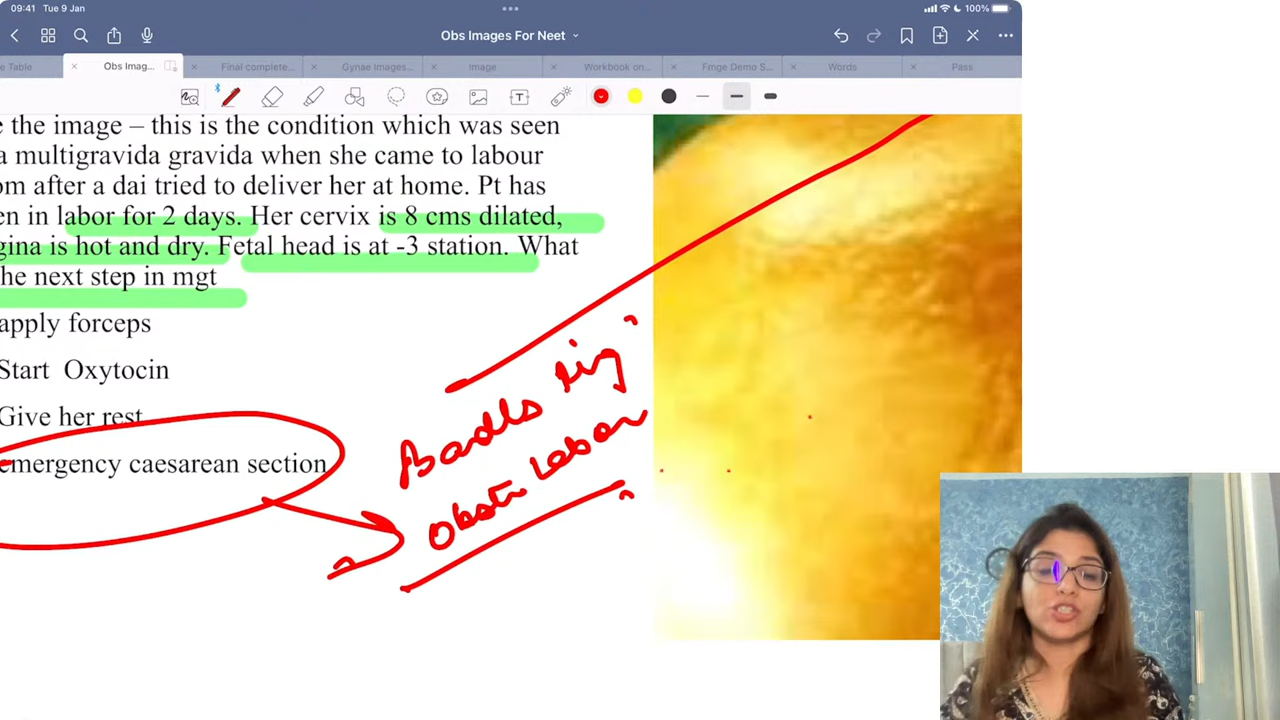 09:41 Tue 9 Jan
100%
Obs Images For Neet
e Table
Obs Imag...
Final complete...
Gynae Images...
image
Workbook on...
Fmge Demo S...
Words
Pass
e the image – this is the condition which was seen
a multigravida gravida when she came to labour
om after a dai tried to deliver her at home. Pt has
en in labor for 2 days. Her cervix is 8 cms dilated,
gina is hot and dry. Fetal head is at -3 station. What
he next step in mgt
apply forceps
Start Oxytocin
Give her rest
emergency caesarean section
Bandls ring
Obst. Labor